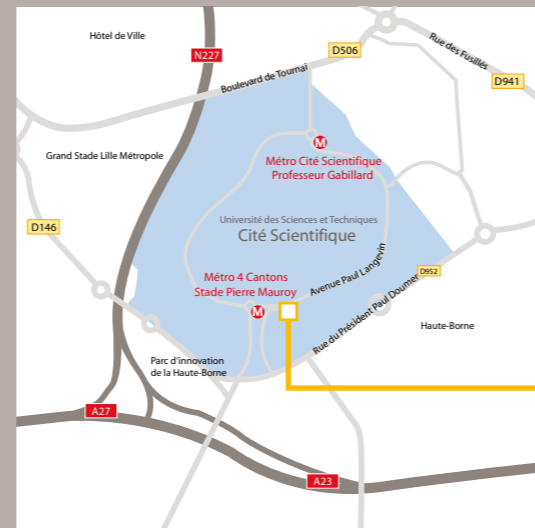 Hôtel de Ville
D506
Rue des Fusillés
N227
Boulevard de Tournai
D941
Métro Cité Scientifique
Professeur Gabillard
Grand Stade Lille Métropole
Université des Sciences et Techniques
Cité Scientifique
D146
Métro 4 Cantons
Stade Pierre Mauroy
Avenue Paul Langevin
D952
M
M
Rue du Président Paul Doumer
Haute-Borne
Parc d'innovation
de la Haute-Borne
A27
A23